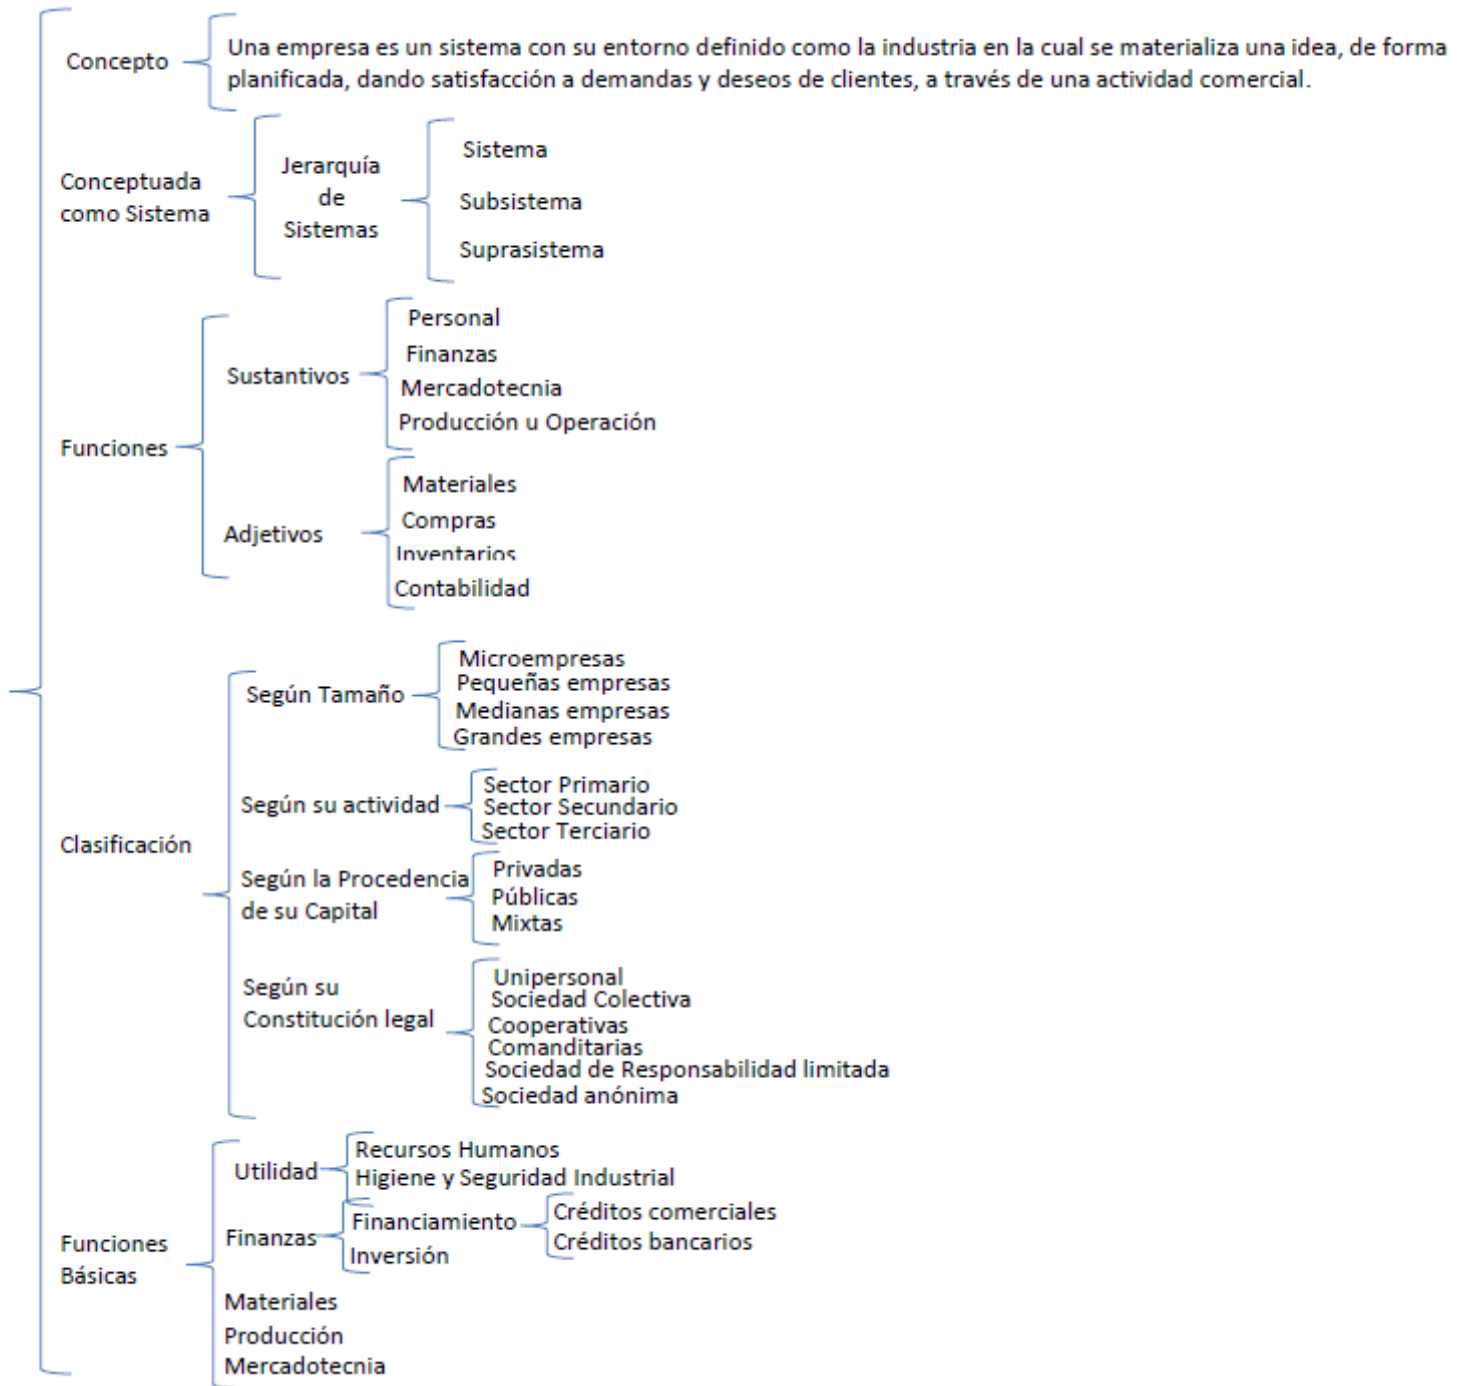 Concepto
Una empresa es un sistema con su entorno definido como la industria en la cual se materializa una idea, de forma
planificada, dando satisfacción a demandas y deseos de clientes, a través de una actividad comercial.
Conceptuada
como Sistema
Jerarquía
de
Sistemas
Sistema
Subsistema
Suprasistema
Funciones
Sustantivos
Personal
Finanzas
Mercadotecnia
Producción u Operación
Adjetivos
Materiales
Compras
Inventarios
Contabilidad
Clasificación
Según Tamaño
Microempresas
Pequeñas empresas
Medianas empresas
Grandes empresas
Según su actividad
Sector Primario
Sector Secundario
Sector Terciario
Según la Procedencia
de su Capital
Privadas
Públicas
Mixtas
Según su
Constitución legal
Unipersonal
Sociedad Colectiva
Cooperativas
Comanditarias
Sociedad de Responsabilidad limitada
Sociedad anónima
Funciones
Básicas
Utilidad
Recursos Humanos
Higiene y Seguridad Industrial
Finanzas
Financiamiento
Créditos comerciales
Créditos bancarios
Inversión
Materiales
Producción
Mercadotecnia